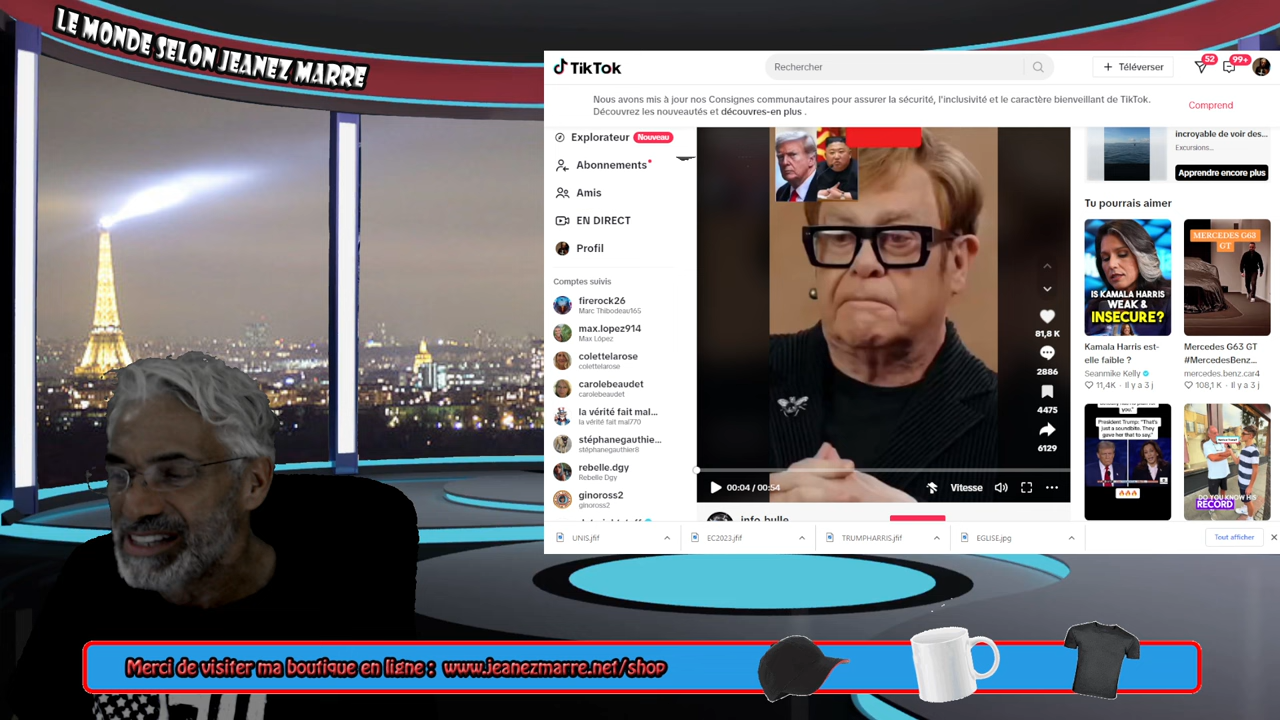 LE MONDE SELON JEANEZ MARRE
TikTok
Rechercher
Téléverser
52
99+
Nous avons mis à jour nos Consignes communautaires pour assurer la sécurité, l'inclusivité et le caractère bienveillant de TikTok.
Découvrez les nouveautés et découvres-en plus .
Comprend
Explorateur Nouveau
Abonnements
Amis
EN DIRECT
Profil
Comptes suivis
firerock26
Marc Thibodeau165
max.lopez914
Max López
colettelarose
colettelarose
carolebeaudet
carolebeaudet
la vérité fait mal...
la vérité fait mal770
stéphanegauthie...
stéphanegauthier8
rebelle.dgy
Rebelle Dgy
ginoross2
ginoross2
81,8 K
2886
4475
6129
00:04 / 00:54
Vitesse
info bulle
incroyable de voir des...
Excursions...
Apprendre encore plus
Tu pourrais aimer
IS KAMALA HARRIS
WEAK &
INSECURE?
Kamala Harris est-
elle faible ?
Seanmike Kelly
11,4K · Il y a 3 j
MERCEDES G63
GT
Mercedes G63 GT
#MercedesBenz...
mercedes.benz.car4
108,1 K · Il y a 3 j
you."
President Trump: "That's
just a soundbite. They
gave her that to say."
DO YOU KNOW HIS
RECORD
UNIS.jfif
EC2023.jfif
TRUMPHARRIS.jfif
EGLISE.jpg
Tout afficher
Merci de visiter ma boutique en ligne : www.jeanezmarre.net/shop